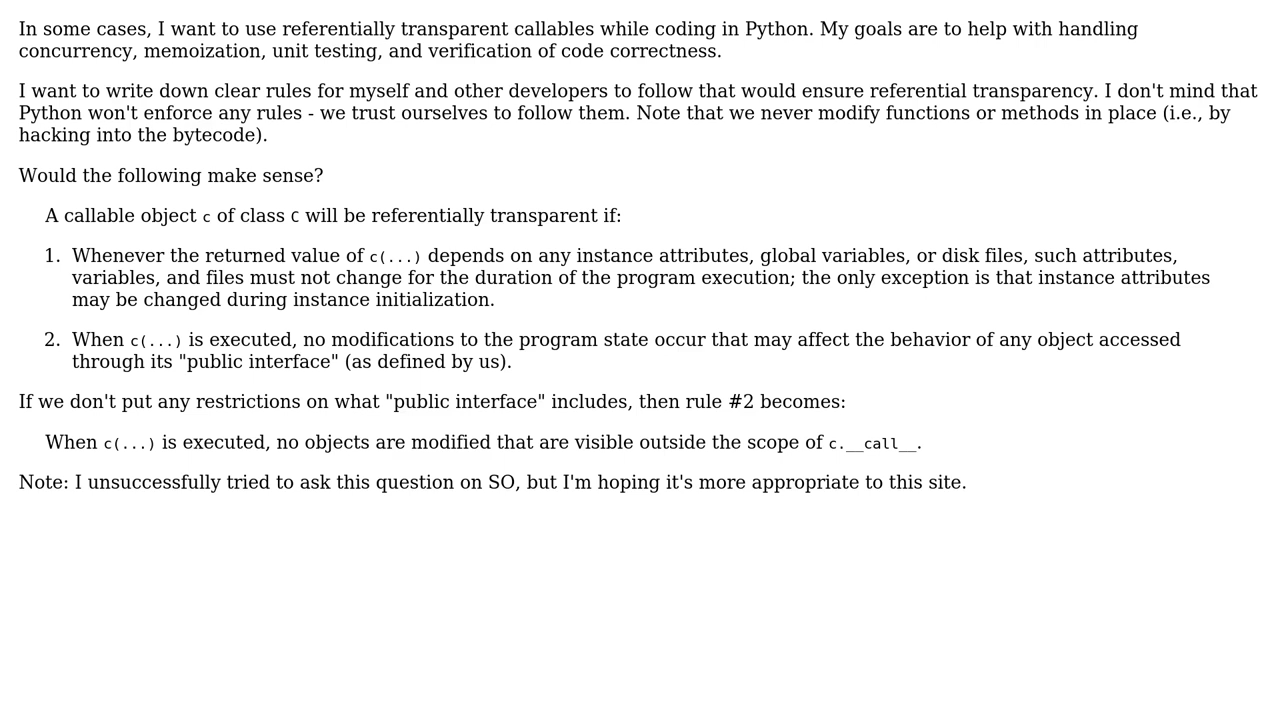 In some cases, I want to use referentially transparent callables while coding in Python. My goals are to help with handling
concurrency, memoization, unit testing, and verification of code correctness.
I want to write down clear rules for myself and other developers to follow that would ensure referential transparency. I don't mind that
Python won't enforce any rules - we trust ourselves to follow them. Note that we never modify functions or methods in place (i.e., by
hacking into the bytecode).
Would the following make sense?
A callable object c of class C will be referentially transparent if:
1. Whenever the returned value of c(...) depends on any instance attributes, global variables, or disk files, such attributes,
variables, and files must not change for the duration of the program execution; the only exception is that instance attributes
may be changed during instance initialization.
2. When c(...) is executed, no modifications to the program state occur that may affect the behavior of any object accessed
through its "public interface" (as defined by us).
If we don't put any restrictions on what "public interface" includes, then rule #2 becomes:
When c(...) is executed, no objects are modified that are visible outside the scope of c.__call__.
Note: I unsuccessfully tried to ask this question on SO, but I'm hoping it's more appropriate to this site.